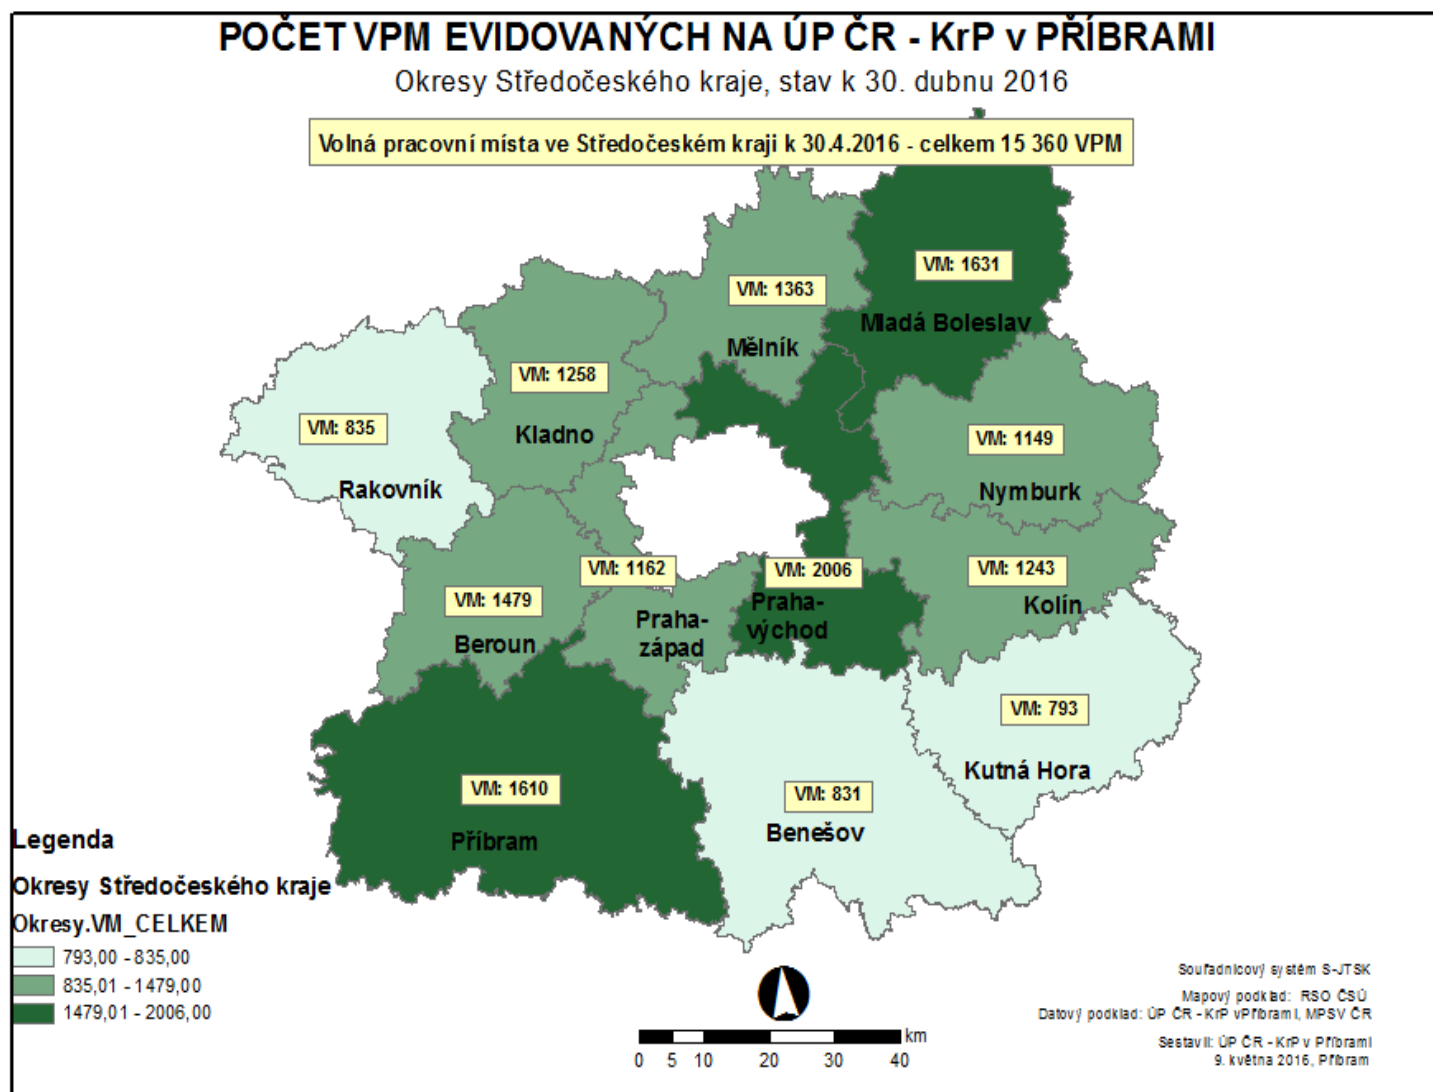 POČET VPM EVIDOVANÝCH NA ÚP ČR - KrP v PŘÍBRAMI
Okresy Středočeského kraje, stav k 30. dubnu 2016
Volná pracovní místa ve Středočeském kraji k 30.4.2016 - celkem 15 360 VPM
VM: 1631
Mladá Boleslav
VM: 1363
Mělník
VM: 1258
Kladno
VM: 835
Rakovník
VM: 1149
Nymburk
VM: 1162
Praha-
západ
VM: 2006
Praha-
východ
VM: 1243
Kolín
VM: 1479
Beroun
VM: 793
Kutná Hora
VM: 1610
Příbram
VM: 831
Benešov
Legenda
Okresy Středočeského kraje
Okresy.VM_CELKEM
793,00 - 835,00
835,01 - 1479,00
1479,01 - 2006,00
km
0 5 10 20 30 40
Souřadnicový systém S-JTSK
Mapový podklad: RSO ČSÚ
Datový podklad: ÚP ČR - KrP vPříbrami, MPSV ČR
Sestavil: ÚP ČR - KrP v Příbrami
9. května 2016, Příbram